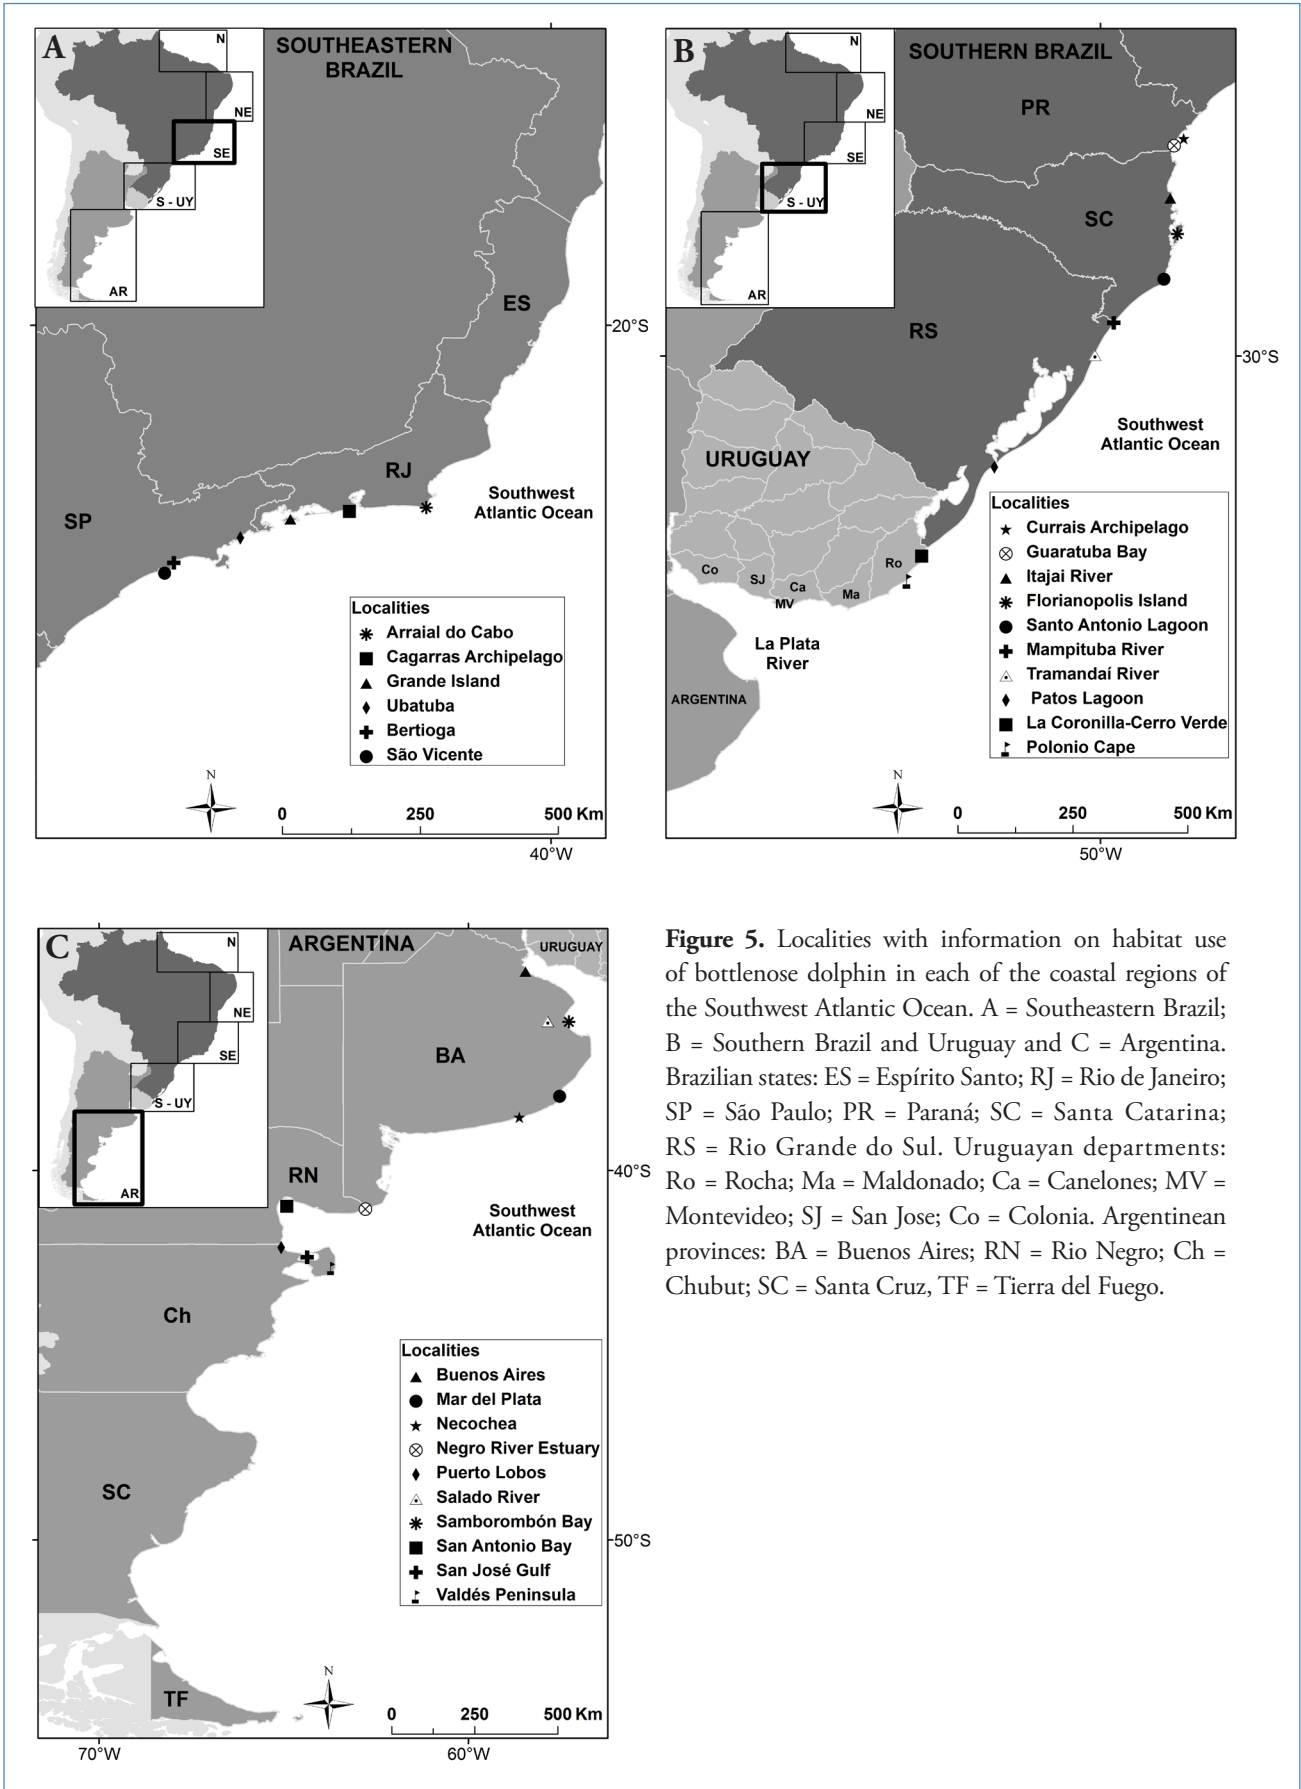 A
SOUTHEASTERN
BRAZIL
N
NE
SE
S - UY
AR
ES
20°S
RJ
SP
Southwest
Atlantic Ocean
Localities
Arraial do Cabo
Cagarras Archipelago
Grande Island
Ubatuba
Bertioga
São Vicente
N
0 250 500 Km
40°W
B
SOUTHERN BRAZIL
N
NE
SE
S - UY
AR
PR
SC
RS
30°S
URUGUAY
Southwest
Atlantic Ocean
Co
SJ
Ca
MV
Ma
Ro
La Plata
River
ARGENTINA
Localities
Currais Archipelago
Guaratuba Bay
Itajai River
Florianopolis Island
Santo Antonio Lagoon
Mampituba River
Tramandaí River
Patos Lagoon
La Coronilla-Cerro Verde
Polonio Cape
N
0 250 500 Km
50°W
C
ARGENTINA
URUGUAY
N
NE
SE
S - UY
AR
BA
RN
40°S
Southwest
Atlantic Ocean
Ch
SC
TF
Localities
Buenos Aires
Mar del Plata
Necochea
Negro River Estuary
Puerto Lobos
Salado River
Samborombón Bay
San Antonio Bay
San José Gulf
Valdés Peninsula
50°S
N
0 250 500 Km
70°W 60°W
Figure 5. Localities with information on habitat use
of bottlenose dolphin in each of the coastal regions of
the Southwest Atlantic Ocean. A = Southeastern Brazil;
B = Southern Brazil and Uruguay and C = Argentina.
Brazilian states: ES = Espírito Santo; RJ = Rio de Janeiro;
SP = São Paulo; PR = Paraná; SC = Santa Catarina;
RS = Rio Grande do Sul. Uruguayan departments:
Ro = Rocha; Ma = Maldonado; Ca = Canelones; MV =
Montevideo; SJ = San Jose; Co = Colonia. Argentinean
provinces: BA = Buenos Aires; RN = Rio Negro; Ch =
Chubut; SC = Santa Cruz, TF = Tierra del Fuego.